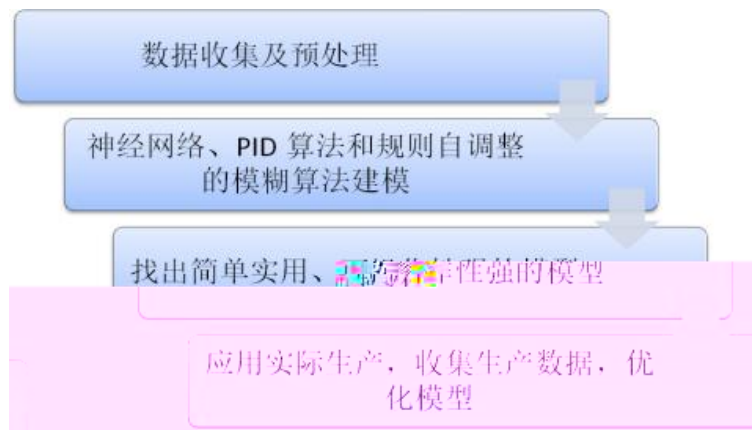 数据收集及预处理
神经网络、PID 算法和规则自调整
的模糊算法建模
找出简单实用、性强的模型
应用实际生产，收集生产数据，优
化模型